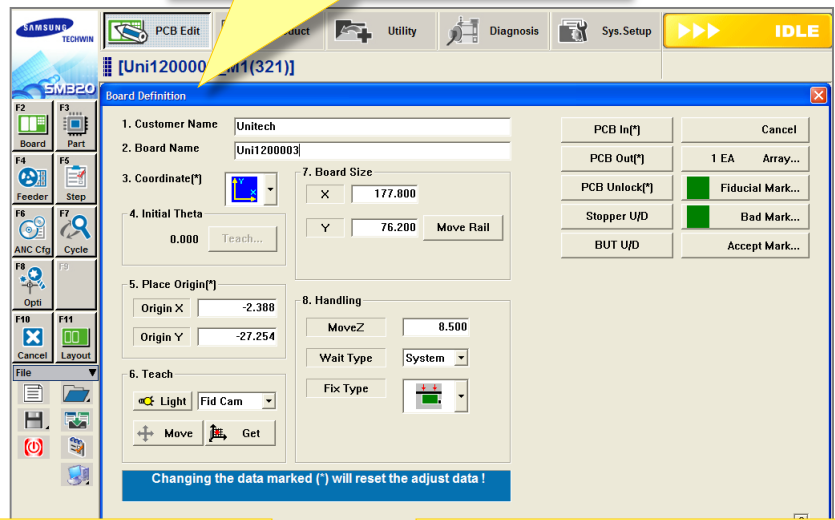 SAMSUNG
TECHWIN
SM320
PCB Edit
Utility
Diagnosis
Sys.Setup
IDLE
[Uni120000 M1(321)]
Board Definition
F2
F3
Board
Part
F4
F5
Feeder
Step
F6
F7
ANC Cfg
Cycle
F8
F9
Opti
F10
F11
Cancel
Layout
File
1. Customer Name
Unitech
2. Board Name
Uni1200003
3. Coordinate(*)
Y
X
4. Initial Theta
0.000
Teach...
5. Place Origin(*)
Origin X
-2.388
Origin Y
-27.254
6. Teach
Light
Fid Cam
Move
Get
7. Board Size
X
177.800
Y
76.200
Move Rail
8. Handling
MoveZ
8.500
Wait Type
System
Fix Type
PCB In(*)
Cancel
PCB Out(*)
1 EA
Array...
PCB Unlock(*)
Fiducial Mark...
Stopper U/D
Bad Mark...
BUT U/D
Accept Mark...
Changing the data marked (*) will reset the adjust data !